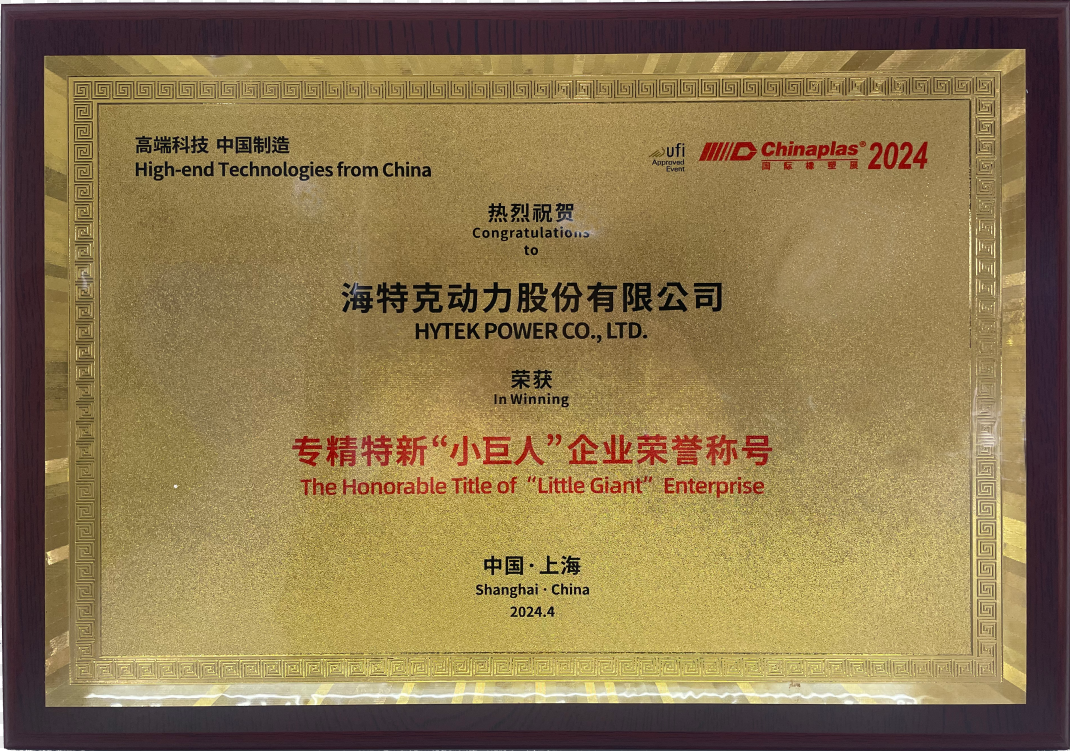 高端科技 中国制造
High-end Technologies from China
ufi
Approved
Event
Chinaplas®
国际橡塑展
2024
热烈祝贺
Congratulations
to
海特克动力股份有限公司
HYTEK POWER CO., LTD.
荣获
In Winning
专精特新“小巨人”企业荣誉称号
The Honorable Title of “Little Giant” Enterprise
中国·上海
Shanghai · China
2024.4